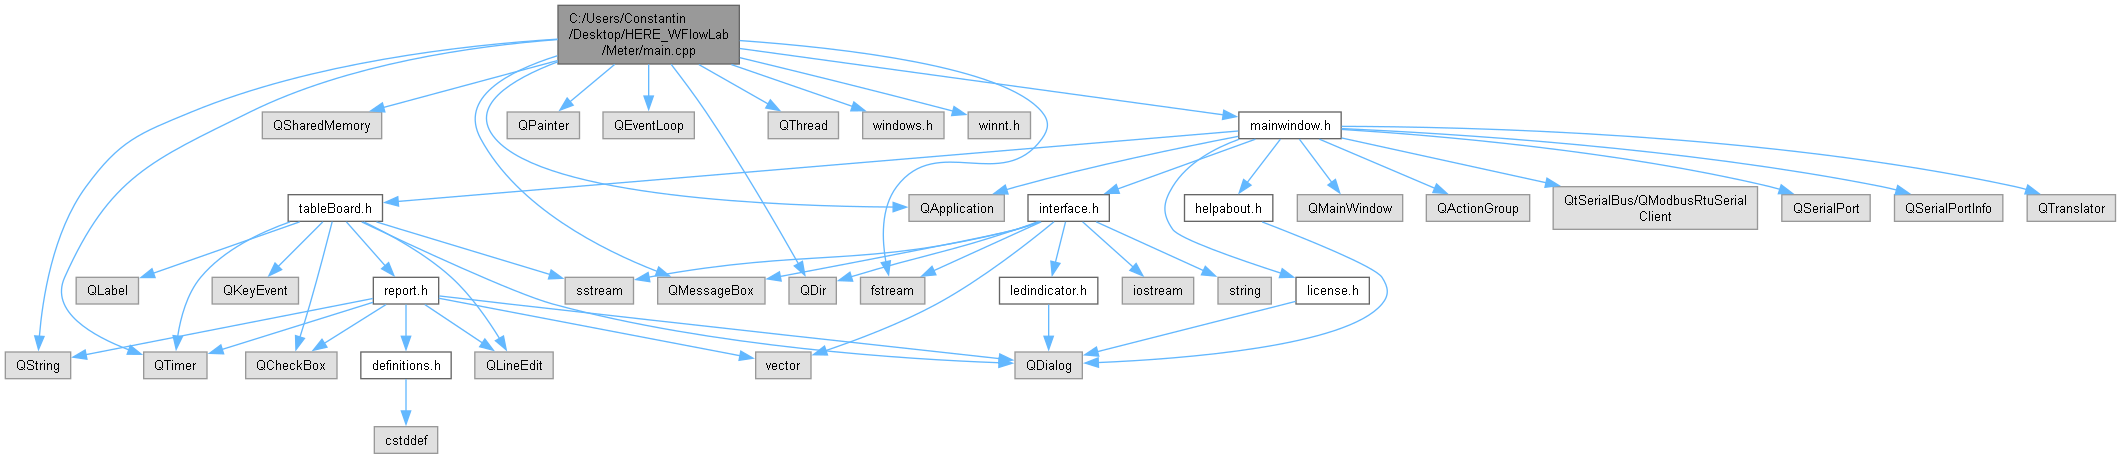 C:/Users/Constantin
/Desktop/HERE_WFlowLab
/Meter/main.cpp
QSharedMemory
QPainter
QEventLoop
QThread
windows.h
winnt.h
mainwindow.h
tableBoard.h
QApplication
interface.h
helpabout.h
QMainWindow
QActionGroup
QtSerialBus/QModbusRtuSerial
Client
QSerialPort
QSerialPortInfo
QTranslator
QLabel
QKeyEvent
report.h
sstream
QMessageBox
QDir
fstream
ledindicator.h
iostream
string
license.h
QString
QTimer
QCheckBox
definitions.h
QLineEdit
vector
QDialog
cstddef